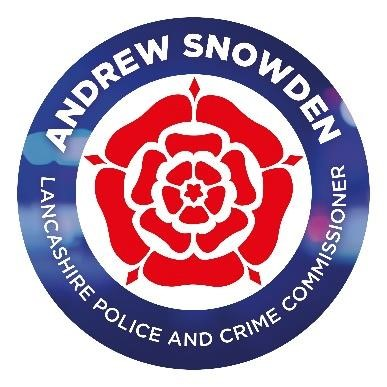 ANDREW SNOWDEN
LANCASHIRE POLICE AND CRIME COMMISSIONER